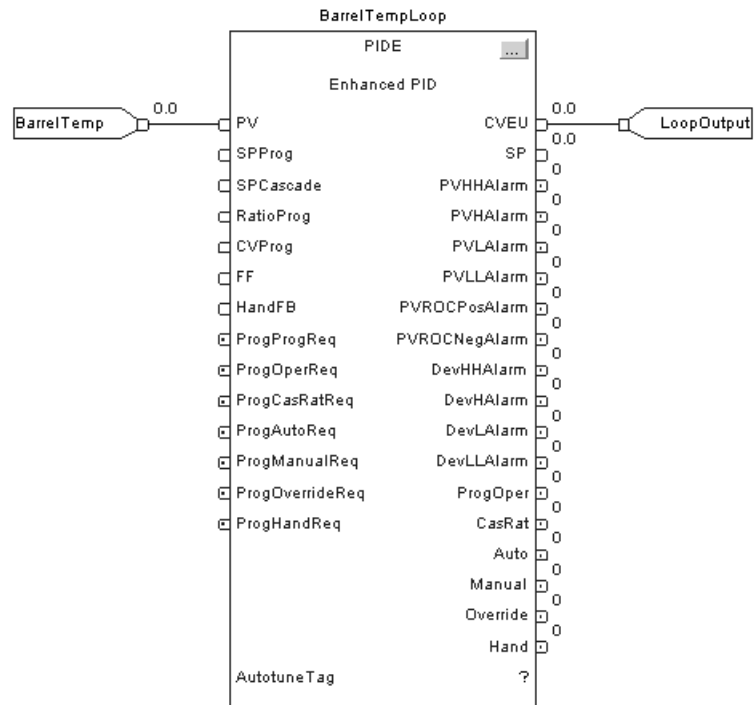 BarrelTempLoop
PIDE
...
Enhanced PID
BarrelTemp 0.0 PV CVEU 0.0 LoopOutput
SPProg SP 0.0
SPCascade PVHHAlarm 0
RatioProg PVHAlarm 0
CVProg PVLAlarm 0
FF PVLLAlarm 0
HandFB PVROCPosAlarm 0
ProgProgReq PVROCNegAlarm 0
ProgOperReq DevHHAlarm 0
ProgCasRatReq DevHAlarm 0
ProgAutoReq DevLAlarm 0
ProgManualReq DevLLAlarm 0
ProgOverrideReq ProgOper 0
ProgHandReq CasRat 0
Auto 0
Manual 0
Override 0
Hand 0
AutotuneTag ?